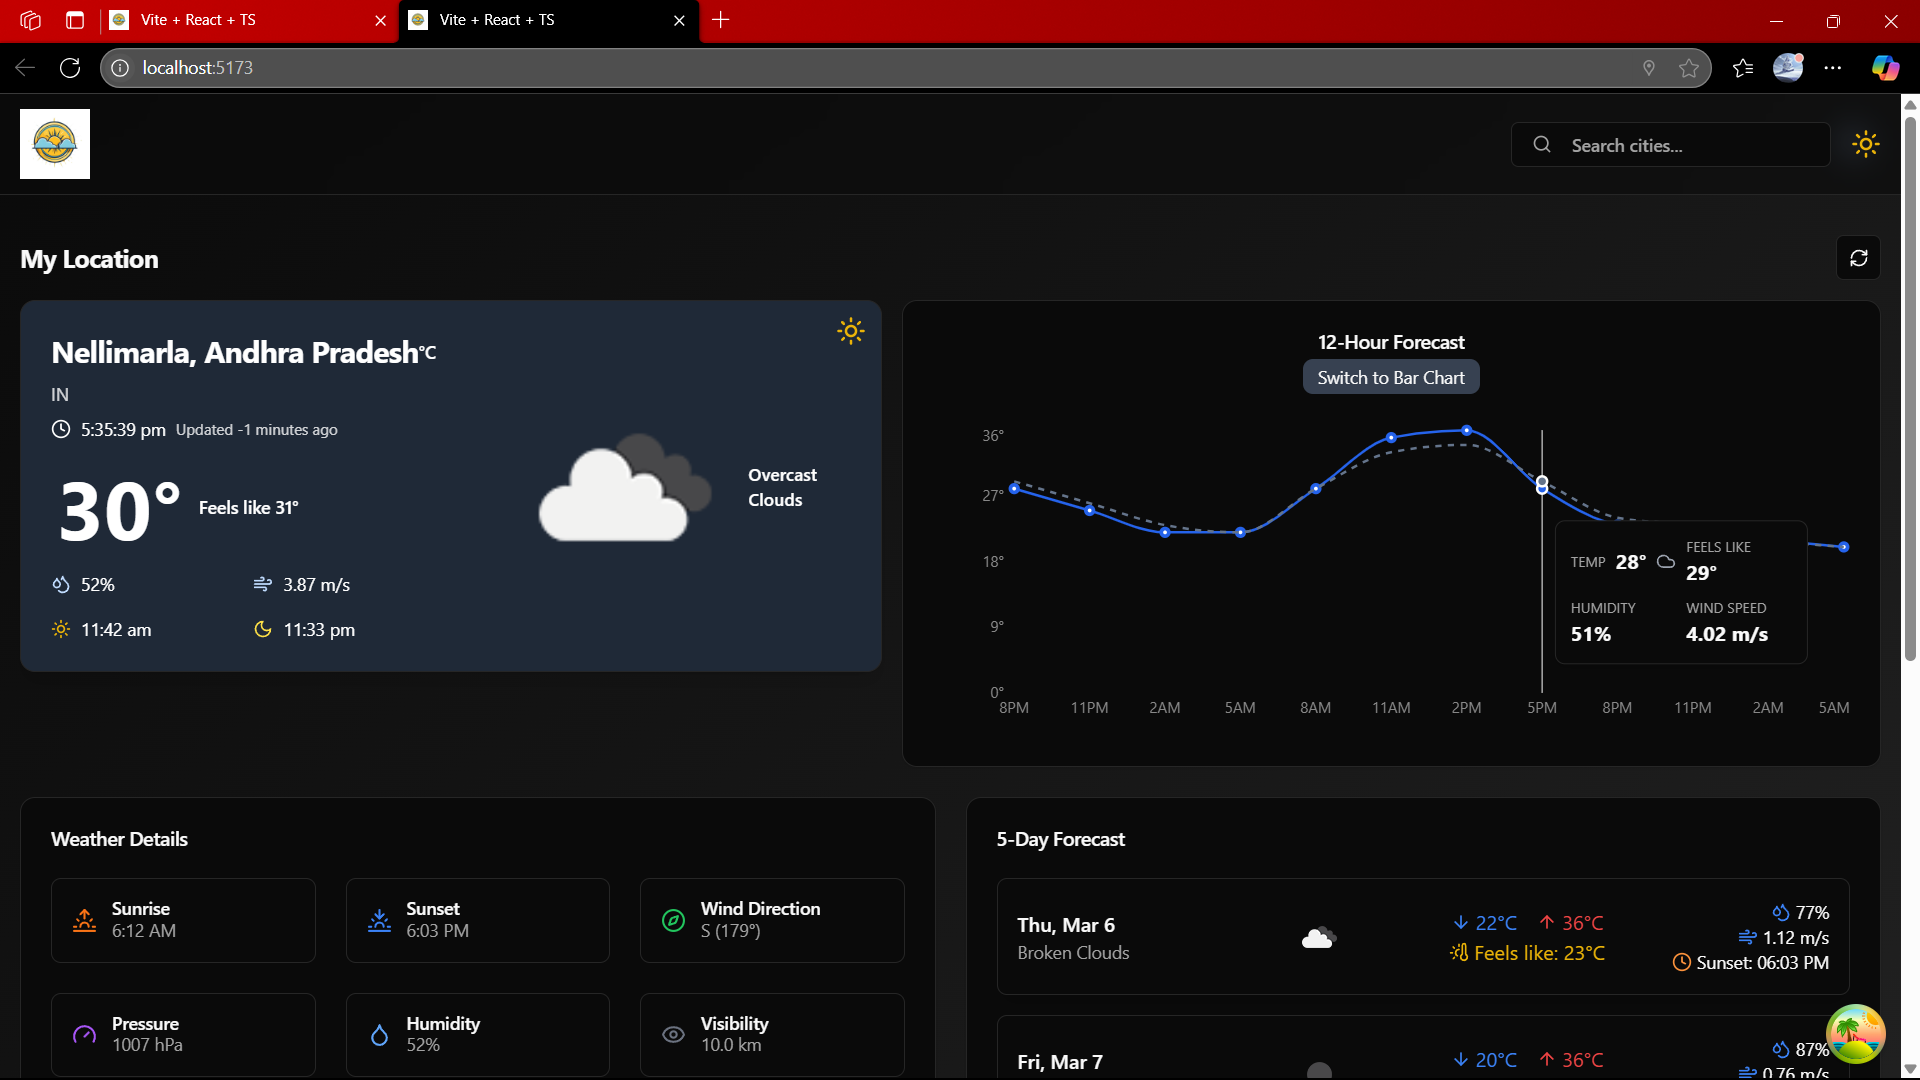 Vite + React + TS
Vite + React + TS
localhost:5173
Search cities...
My Location
Nellimarla, Andhra Pradesh°C
IN
5:35:39 pm Updated -1 minutes ago
30° Feels like 31°
Overcast
Clouds
52% 3.87 m/s
11:42 am 11:33 pm
12-Hour Forecast
Switch to Bar Chart
36°
27°
18°
9°
0°
8PM 11PM 2AM 5AM 8AM 11AM 2PM 5PM 8PM 11PM 2AM 5AM
TEMP 28° FEELS LIKE
29°
HUMIDITY WIND SPEED
51% 4.02 m/s
Weather Details
Sunrise
6:12 AM
Sunset
6:03 PM
Wind Direction
S (179°)
Pressure
1007 hPa
Humidity
52%
Visibility
10.0 km
5-Day Forecast
Thu, Mar 6
Broken Clouds
22°C 36°C
Feels like: 23°C
77%
1.12 m/s
Sunset: 06:03 PM
Fri, Mar 7
20°C 36°C
87%
0.76 m/s